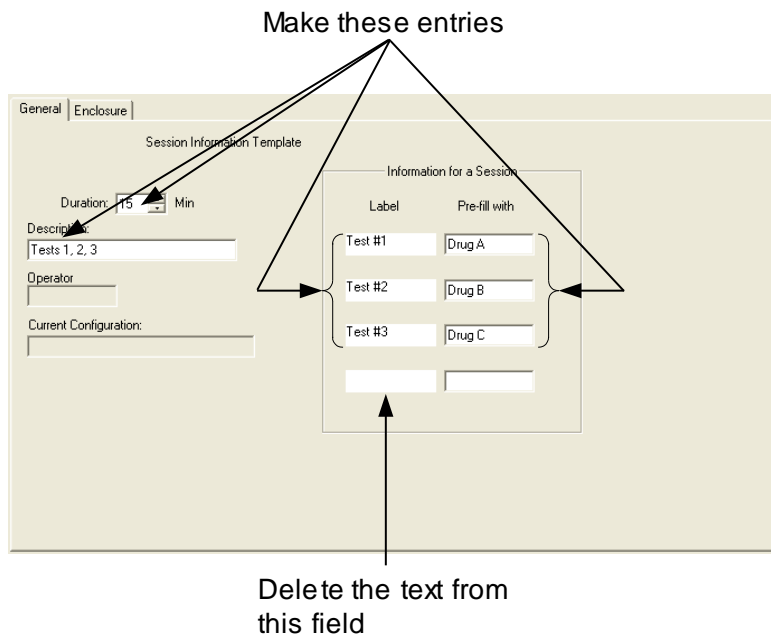 Make these entries
General Enclosure
Session Information Template
Information for a Session
Duration: 15 Min
Label Pre-fill with
Description:
Tests 1, 2, 3
Test #1 Drug A
Operator
Test #2 Drug B
Current Configuration:
Test #3 Drug C
Delete the text from
this field